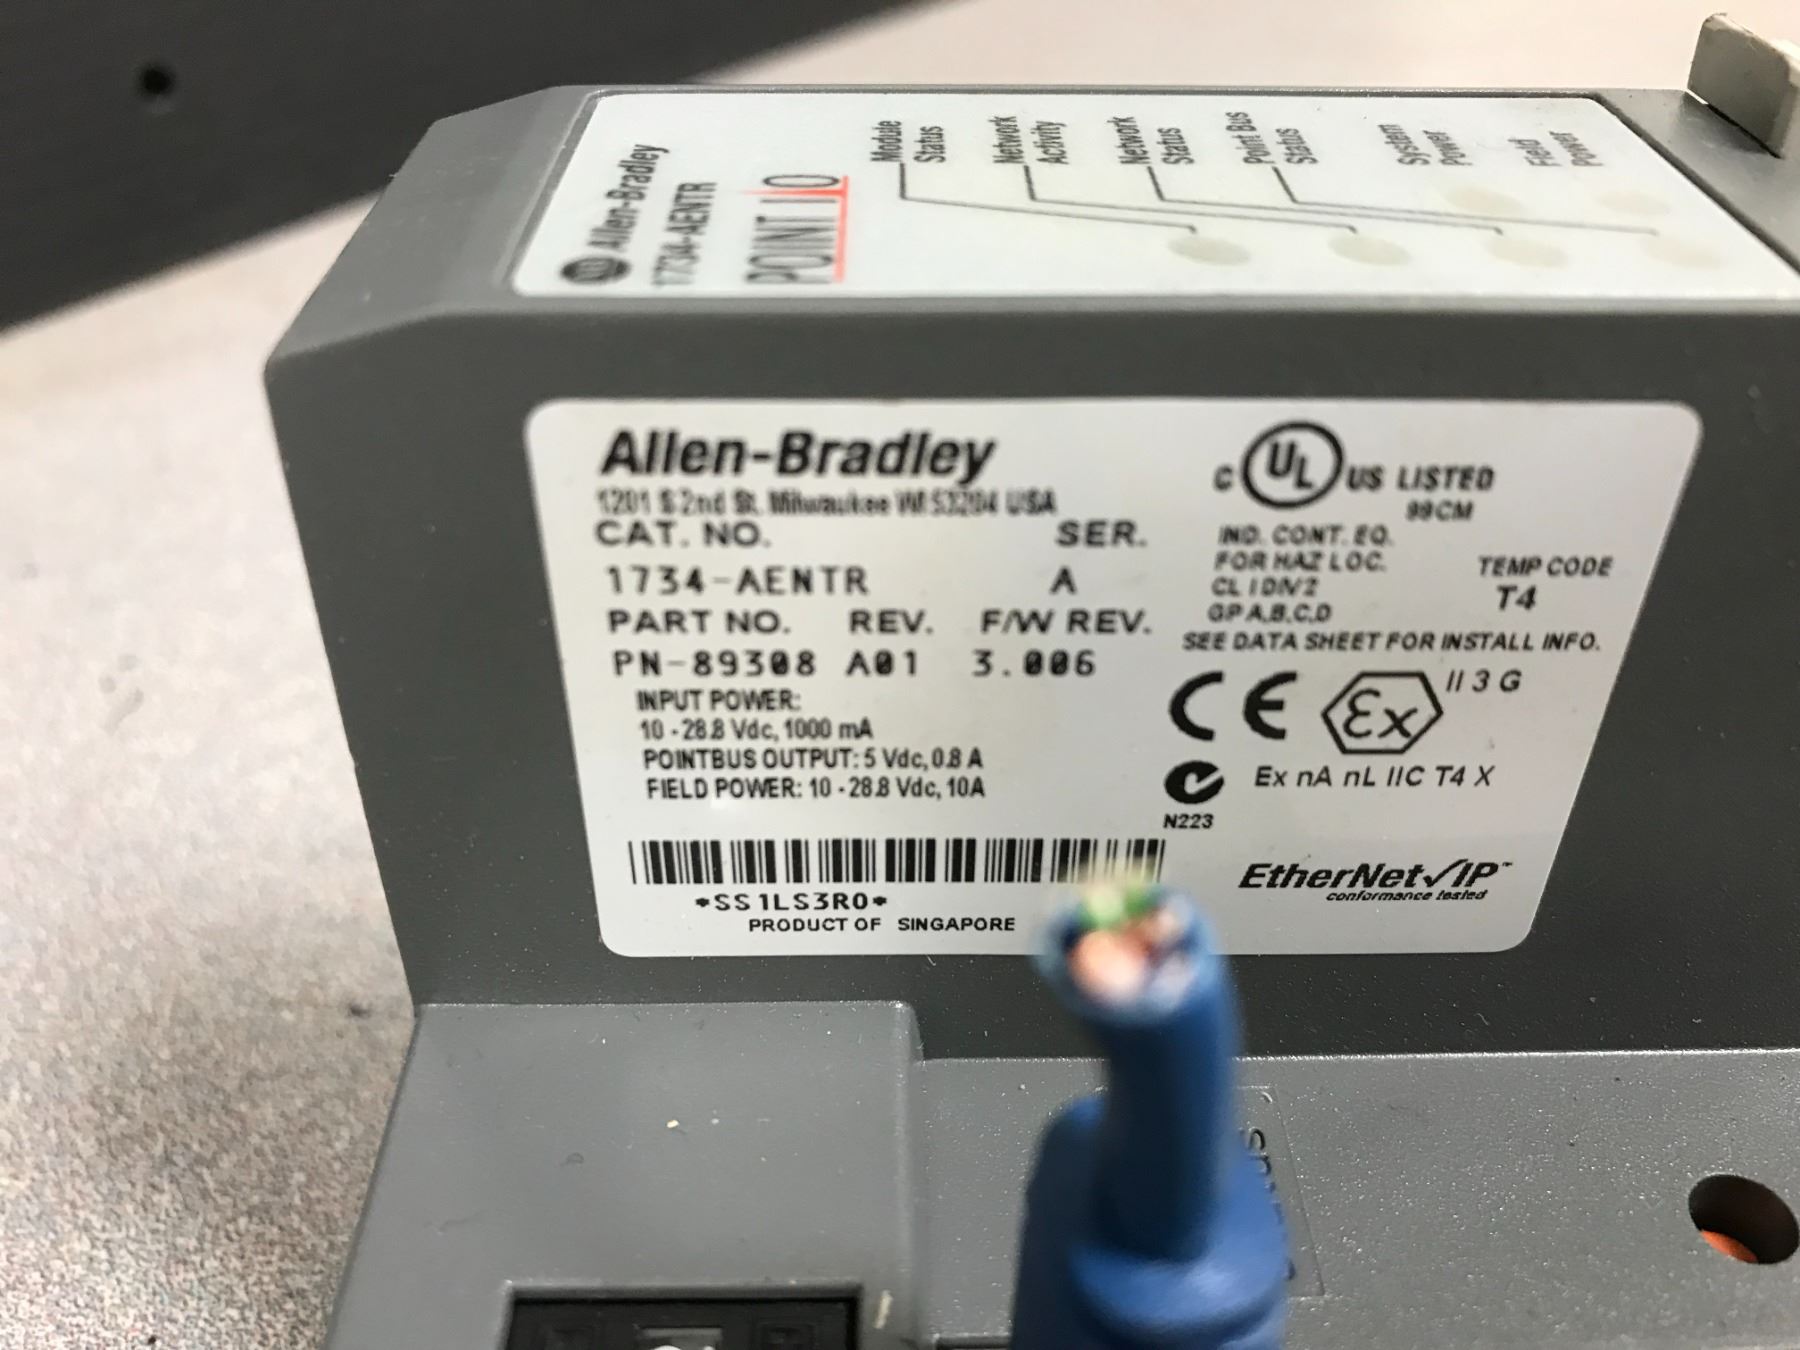 Allen-Bradley
1734-AENTR
POINT I O
Module Status
Network Activity
Network Status
Point Bus Status
System Power
Field Power
Allen-Bradley
1201 S 2nd St. Milwaukee WI 53204 USA
CAT. NO. SER.
1734-AENTR A
PART NO. REV. F/W REV.
PN-89308 A01 3.006
INPUT POWER:
10 - 28.8 Vdc, 1000 mA
POINTBUS OUTPUT: 5 Vdc, 0.8 A
FIELD POWER: 10 - 28.8 Vdc, 10A
*SS1LS3R0*
PRODUCT OF SINGAPORE
C UL US LISTED
99CM
IND. CONT. EQ.
FOR HAZ LOC.
CL I DIV 2
GP A,B,C,D
TEMP CODE
T4
SEE DATA SHEET FOR INSTALL INFO.
CE Ex II 3 G
Ex nA nL IIC T4 X
N223
EtherNet/IP™
conformance tested